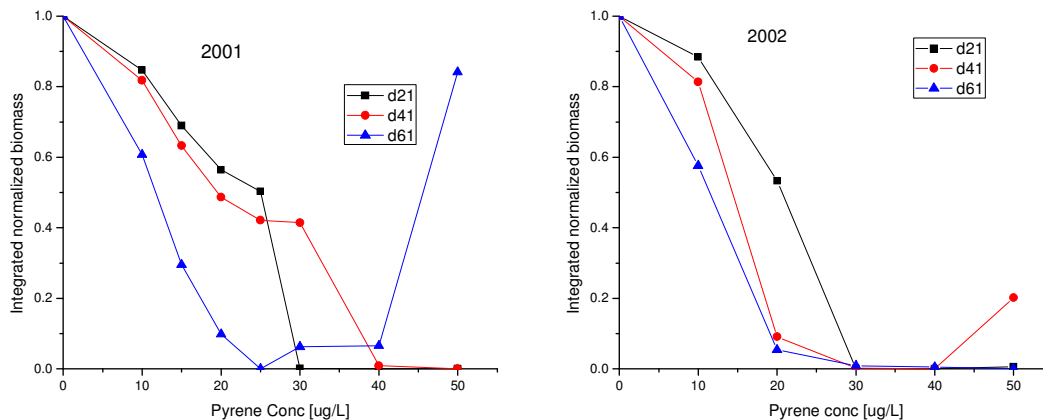 1.0
0.8
0.6
0.4
0.2
0.0
Integrated normalized biomass
2001
d21
d41
d61
0 10 20 30 40 50
Pyrene Conc [ug/L]
1.0
0.8
0.6
0.4
0.2
0.0
Integrated normalized biomass
2002
d21
d41
d61
0 10 20 30 40 50
Pyrene conc [ug/L]